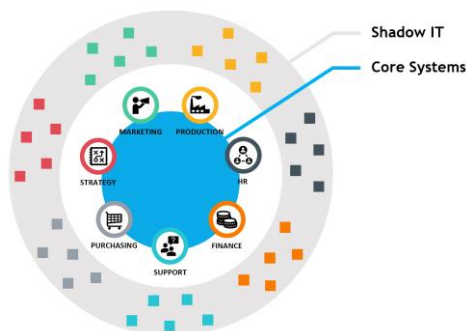 Shadow IT
Core Systems
MARKETING
PRODUCTION
STRATEGY
HR
PURCHASING
FINANCE
SUPPORT